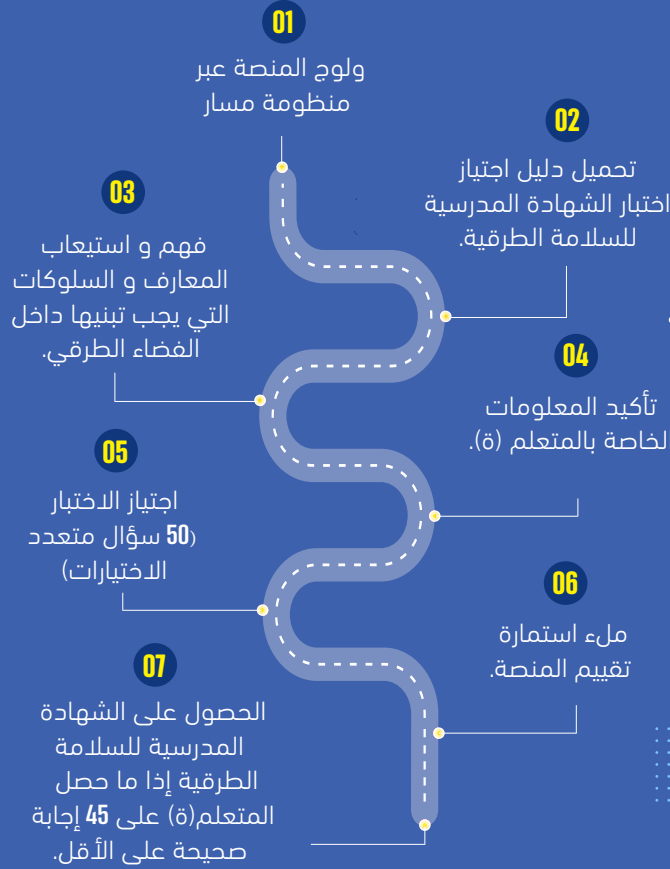 01
ولوج المنصة عبر
منظومة مسار
02
تحميل دليل اجتياز
اختبار الشهادة المدرسية
للسلامة الطرقية.
03
فهم و استيعاب
المعارف و السلوكات
التي يجب تبنيها داخل
الفضاء الطرقي.
04
تأكيد المعلومات
لخاصة بالمتعلم (ة).
05
اجتياز الاختبار
(50 سؤال متعدد
الاختيارات)
06
ملء استمارة
تقييم المنصة.
07
الحصول على الشهادة
المدرسية للسلامة
الطرقية إذا ما حصل
المتعلم(ة) على 45 إجابة
صحيحة على الأقل.